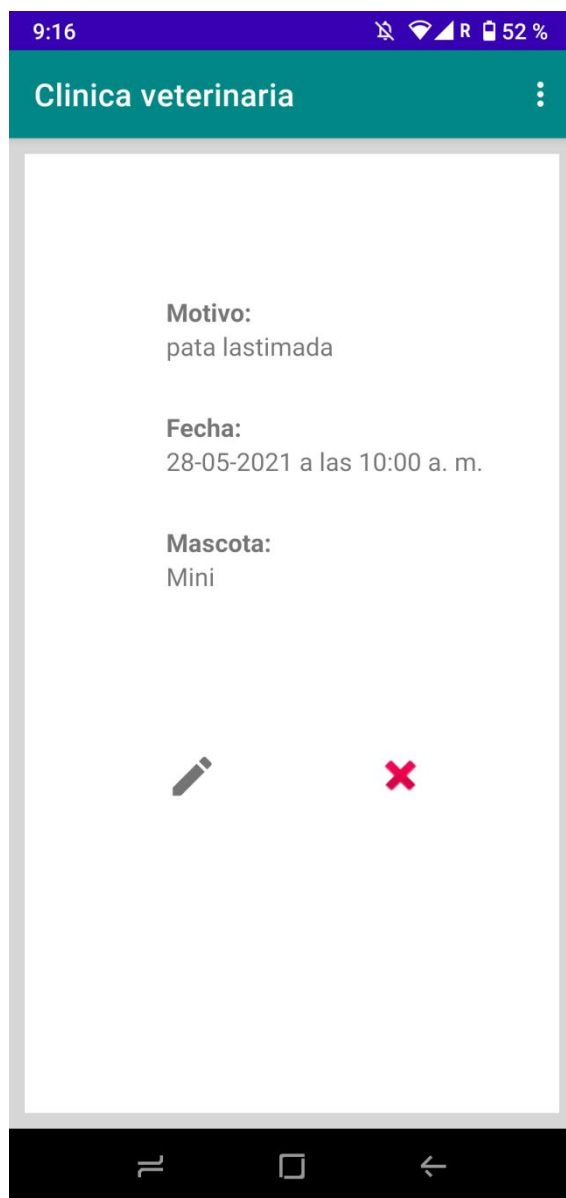 9:16 R 52 %
Clinica veterinaria
Motivo:
pata lastimada
Fecha:
28-05-2021 a las 10:00 a. m.
Mascota:
Mini